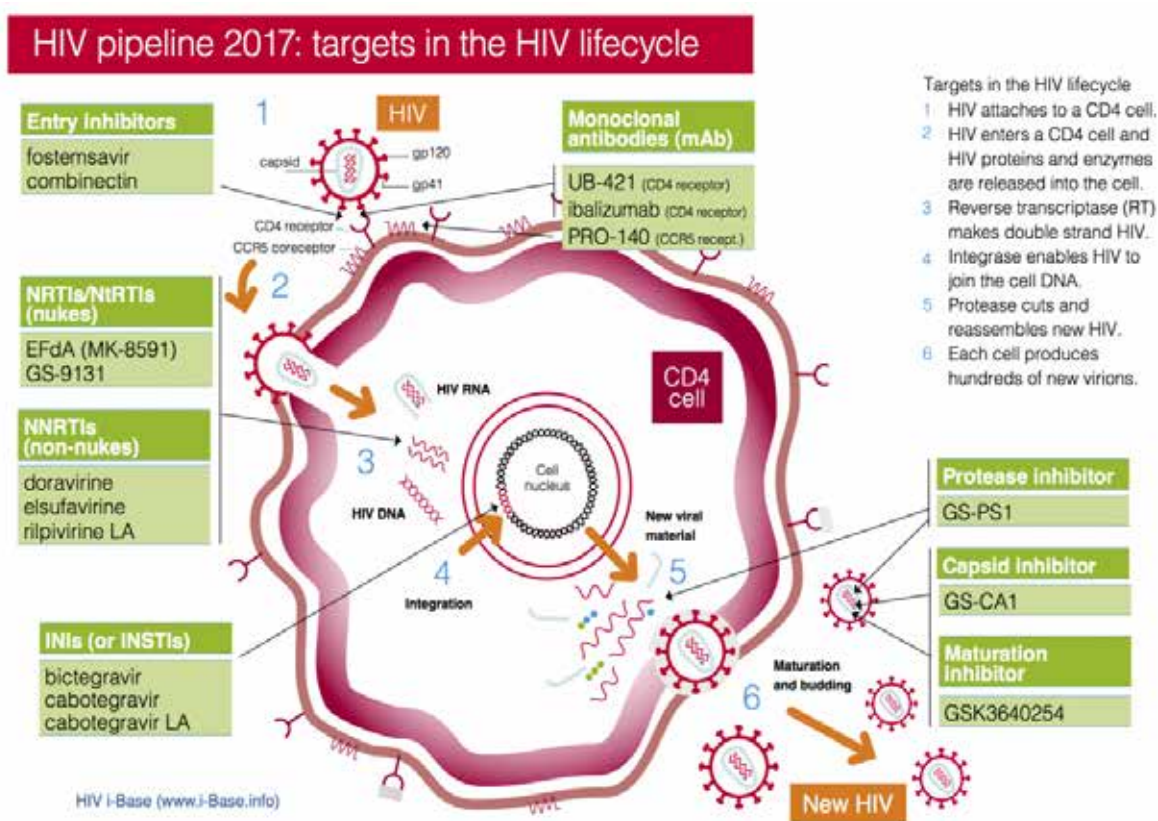 HIV pipeline 2017: targets in the HIV lifecycle
Targets in the HIV lifecycle
1 HIV attaches to a CD4 cell.
2 HIV enters a CD4 cell and
HIV proteins and enzymes
are released into the cell.
3 Reverse transcriptase (RT)
makes double strand HIV.
4 Integrase enables HIV to
join the cell DNA.
5 Protease cuts and
reassembles new HIV.
6 Each cell produces
hundreds of new virions.
Entry inhibitors
fostemsavir
combinectin
1
HIV
capsid
gp120
gp41
CD4 receptor
CCR5 coreceptor
Monoclonal
antibodies (mAb)
UB-421 (CD4 receptor)
ibalizumab (CD4 receptor)
PRO-140 (CCR5 recept.)
2
NRTIs/NtRTIs
(nukes)
EFdA (MK-8591)
GS-9131
NNRTIs
(non-nukes)
doravirine
elsufavirine
rilpivirine LA
HIV RNA
3
HIV DNA
CD4
cell
Cell
nucleus
4
Integration
New viral
material
5
INIs (or INSTIs)
bictegravir
cabotegravir
cabotegravir LA
Protease inhibitor
GS-PS1
Capsid inhibitor
GS-CA1
Maturation
inhibitor
GSK3640254
Maturation
and budding
6
New HIV
HIV i-Base (www.i-Base.info)